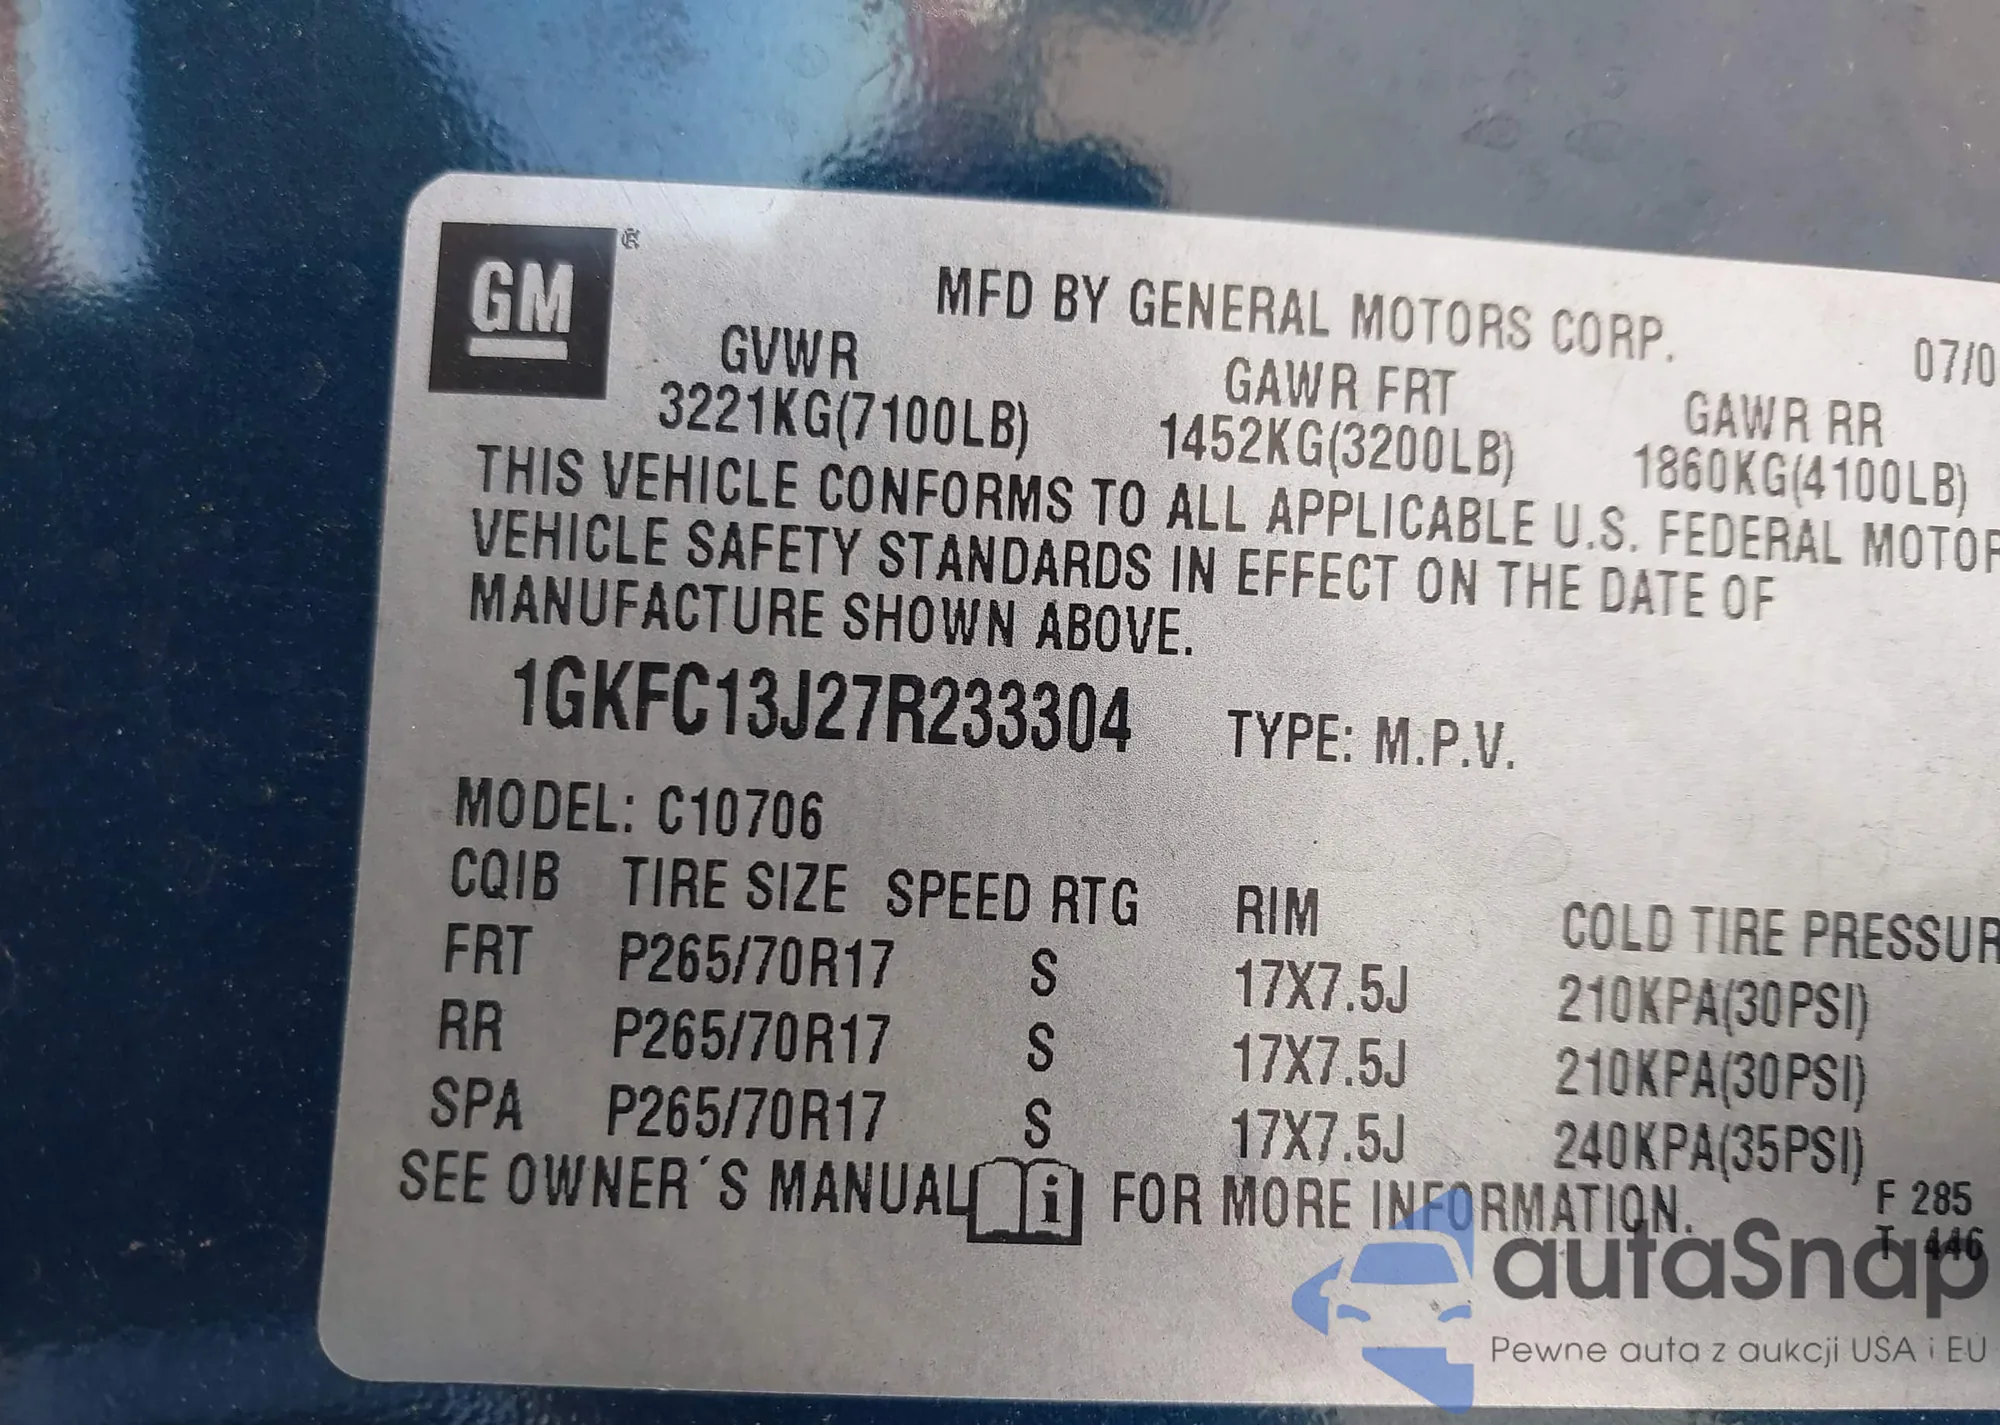 GM®
MFD BY GENERAL MOTORS CORP. 07/0
GVWR GAWR FRT GAWR RR
3221KG(7100LB) 1452KG(3200LB) 1860KG(4100LB)
THIS VEHICLE CONFORMS TO ALL APPLICABLE U.S. FEDERAL MOTOR
VEHICLE SAFETY STANDARDS IN EFFECT ON THE DATE OF
MANUFACTURE SHOWN ABOVE.
1GKFC13J27R233304 TYPE: M.P.V.
MODEL: C10706
CQIB TIRE SIZE SPEED RTG RIM COLD TIRE PRESSUR
FRT P265/70R17 S 17X7.5J 210KPA(30PSI)
RR P265/70R17 S 17X7.5J 210KPA(30PSI)
SPA P265/70R17 S 17X7.5J 240KPA(35PSI)
SEE OWNER´S MANUAL i FOR MORE INFORMATION.
F 285
T 446
autaSnap
Pewne auta z aukcji USA i EU